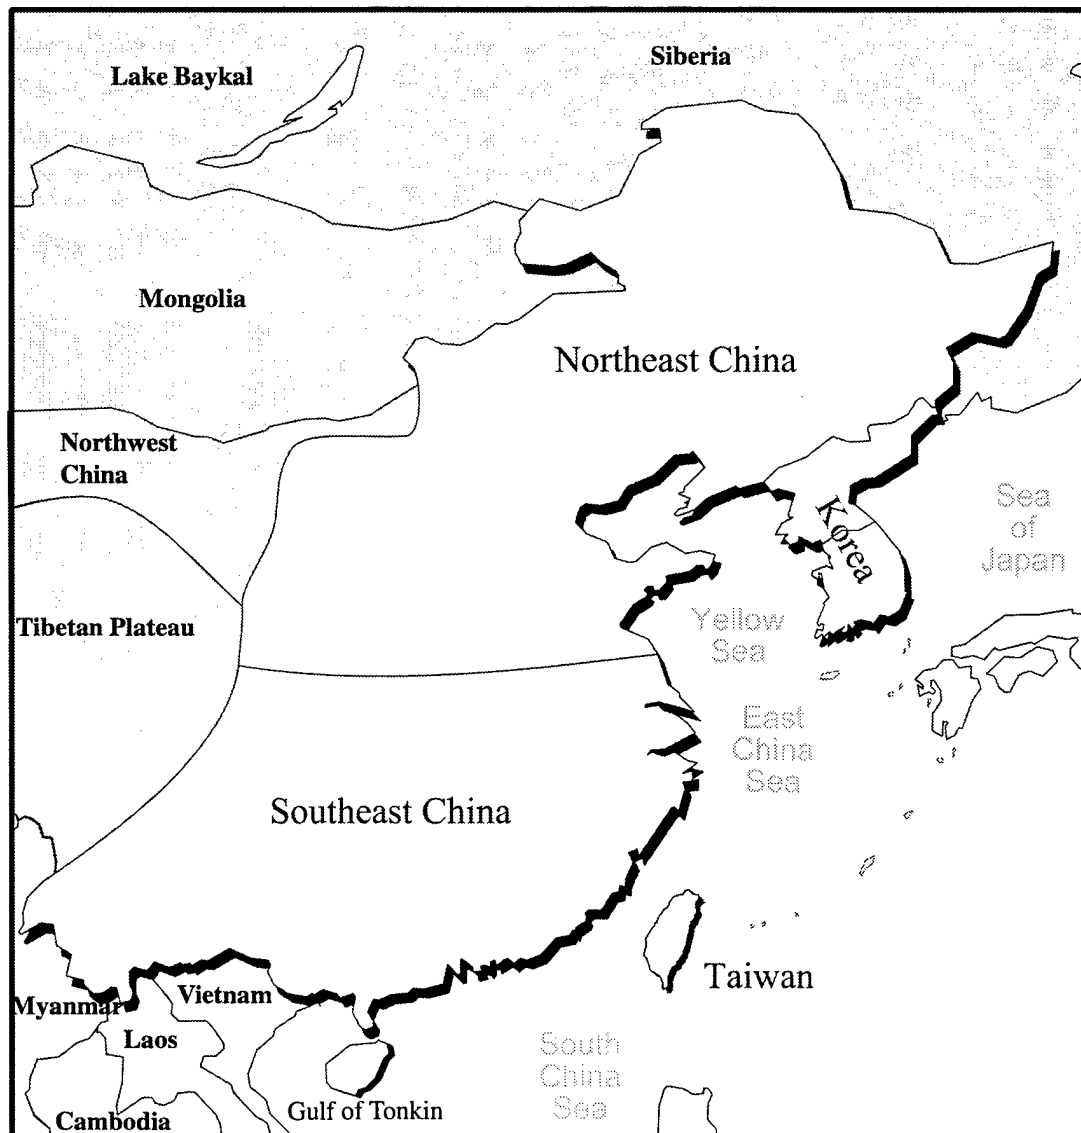 Lake Baykal
Siberia
Mongolia
Northeast China
Northwest
China
Korea
Sea
of
Japan
Tibetan Plateau
Yellow
Sea
East
China
Sea
Southeast China
Taiwan
Vietnam
Myanmar
Laos
South
China
Sea
Gulf of Tonkin
Cambodia